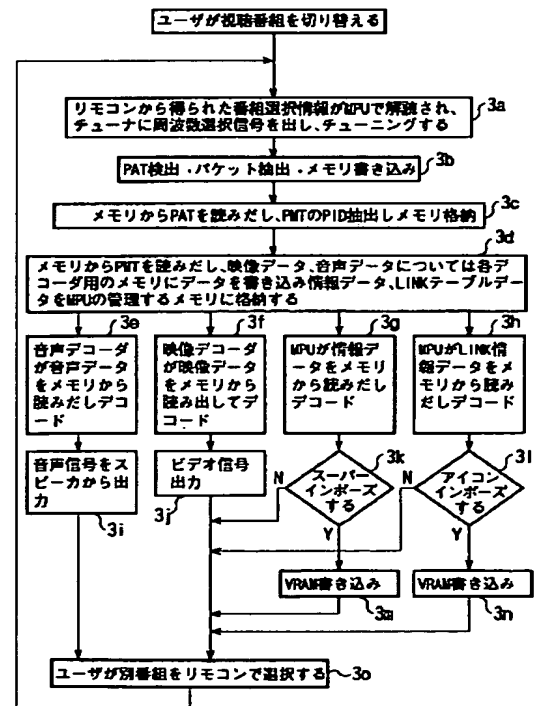 ユーザが視聴番組を切り替える
リモコンから得られた番組選択情報がMPUで解読され、
チューナに周波数選択信号を出し、チューニングする
3a
3b
PAT検出・パケット抽出・メモリ書き込み
3c
メモリからPATを読みだし、PMTのPID抽出しメモリ格納
3d
メモリからPMTを読みだし、映像データ、音声データについては各デ
コーダ用のメモリにデータを書き込み情報データ、LINKテーブルデー
タをMPUの管理するメモリに格納する
3e
音声デコーダ
が音声データ
をメモリから
読みだしデコ
ード
3f
映像デコーダ
が映像データ
をメモリから
読み出してデ
コード
3g
MPUが情報デ
ータをメモリ
から読みだし
デコード
3h
MPUがLINK情
報データをメ
モリから読み
だしデコード
音声信号をス
ピーカから出
力
3i
ビデオ信号
出力
3j
3k
スーパー
インポーズ
する
N
Y
3l
アイコン
インポーズ
する
N
Y
VRAM書き込み
3m
VRAM書き込み
3n
ユーザが別番組をリモコンで選択する
3o